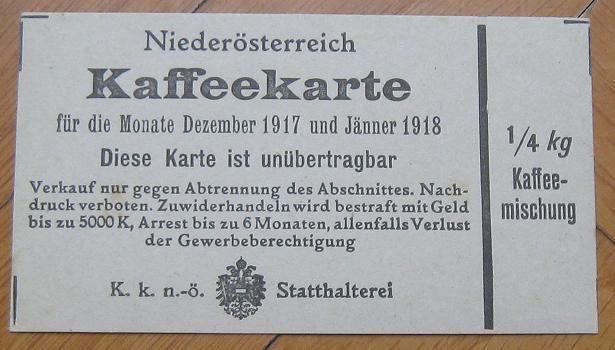 Niederösterreich
Kaffeekarte
für die Monate Dezember 1917 und Jänner 1918
Diese Karte ist unübertragbar
Verkauf nur gegen Abtrennung des Abschnittes. Nach-
druck verboten. Zuwiderhandeln wird bestraft mit Geld
bis zu 5000 K, Arrest bis zu 6 Monaten, allenfalls Verlust
der Gewerbeberechtigung
K. k. n.-ö. Statthalterei
1/4 kg
Kaffee-
mischung